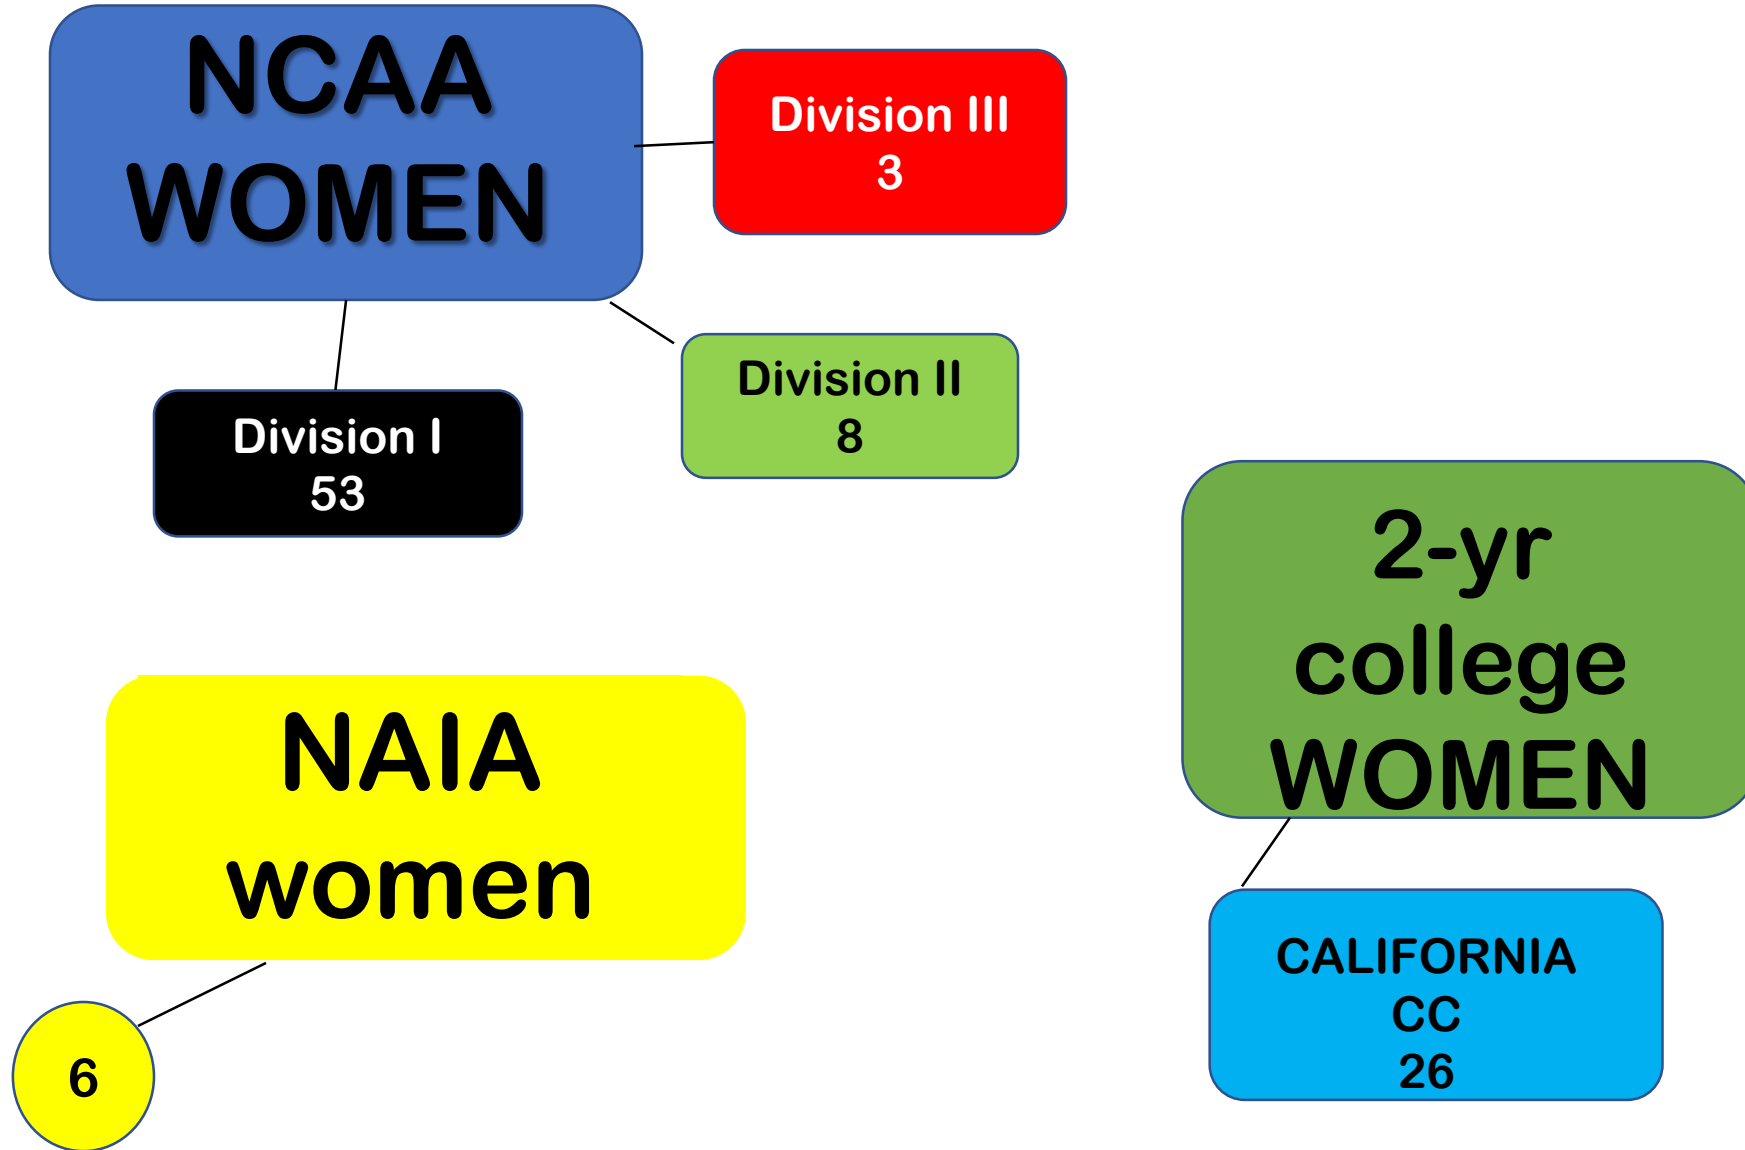 NCAA
WOMEN
Division III
3
Division II
8
Division I
53
2-yr
college
WOMEN
NAIA
women
CALIFORNIA
CC
26
6